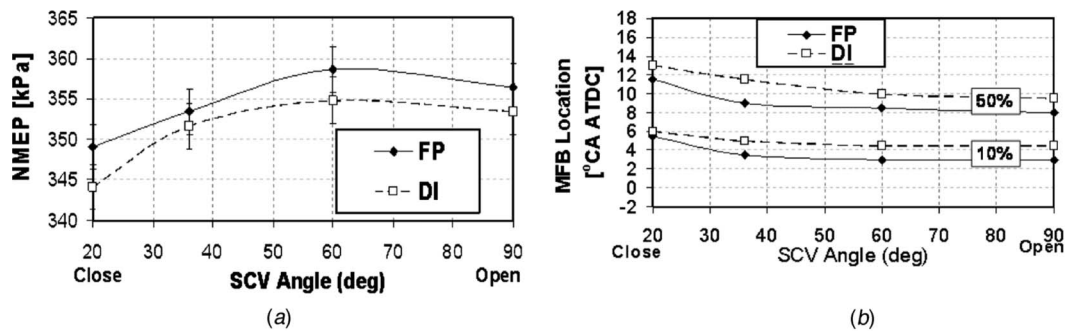 NMEP [kPa]
365
360
355
350
345
340
FP
DI
20 30 40 50 60 70 80 90
Close Open
SCV Angle (deg)
(a)
MFB Location
[°CA ATDC]
18
16
14
12
10
8
6
4
2
0
-2
FP
DI
50%
10%
20 30 40 50 60 70 80 90
Close Open
SCV Angle (deg)
(b)